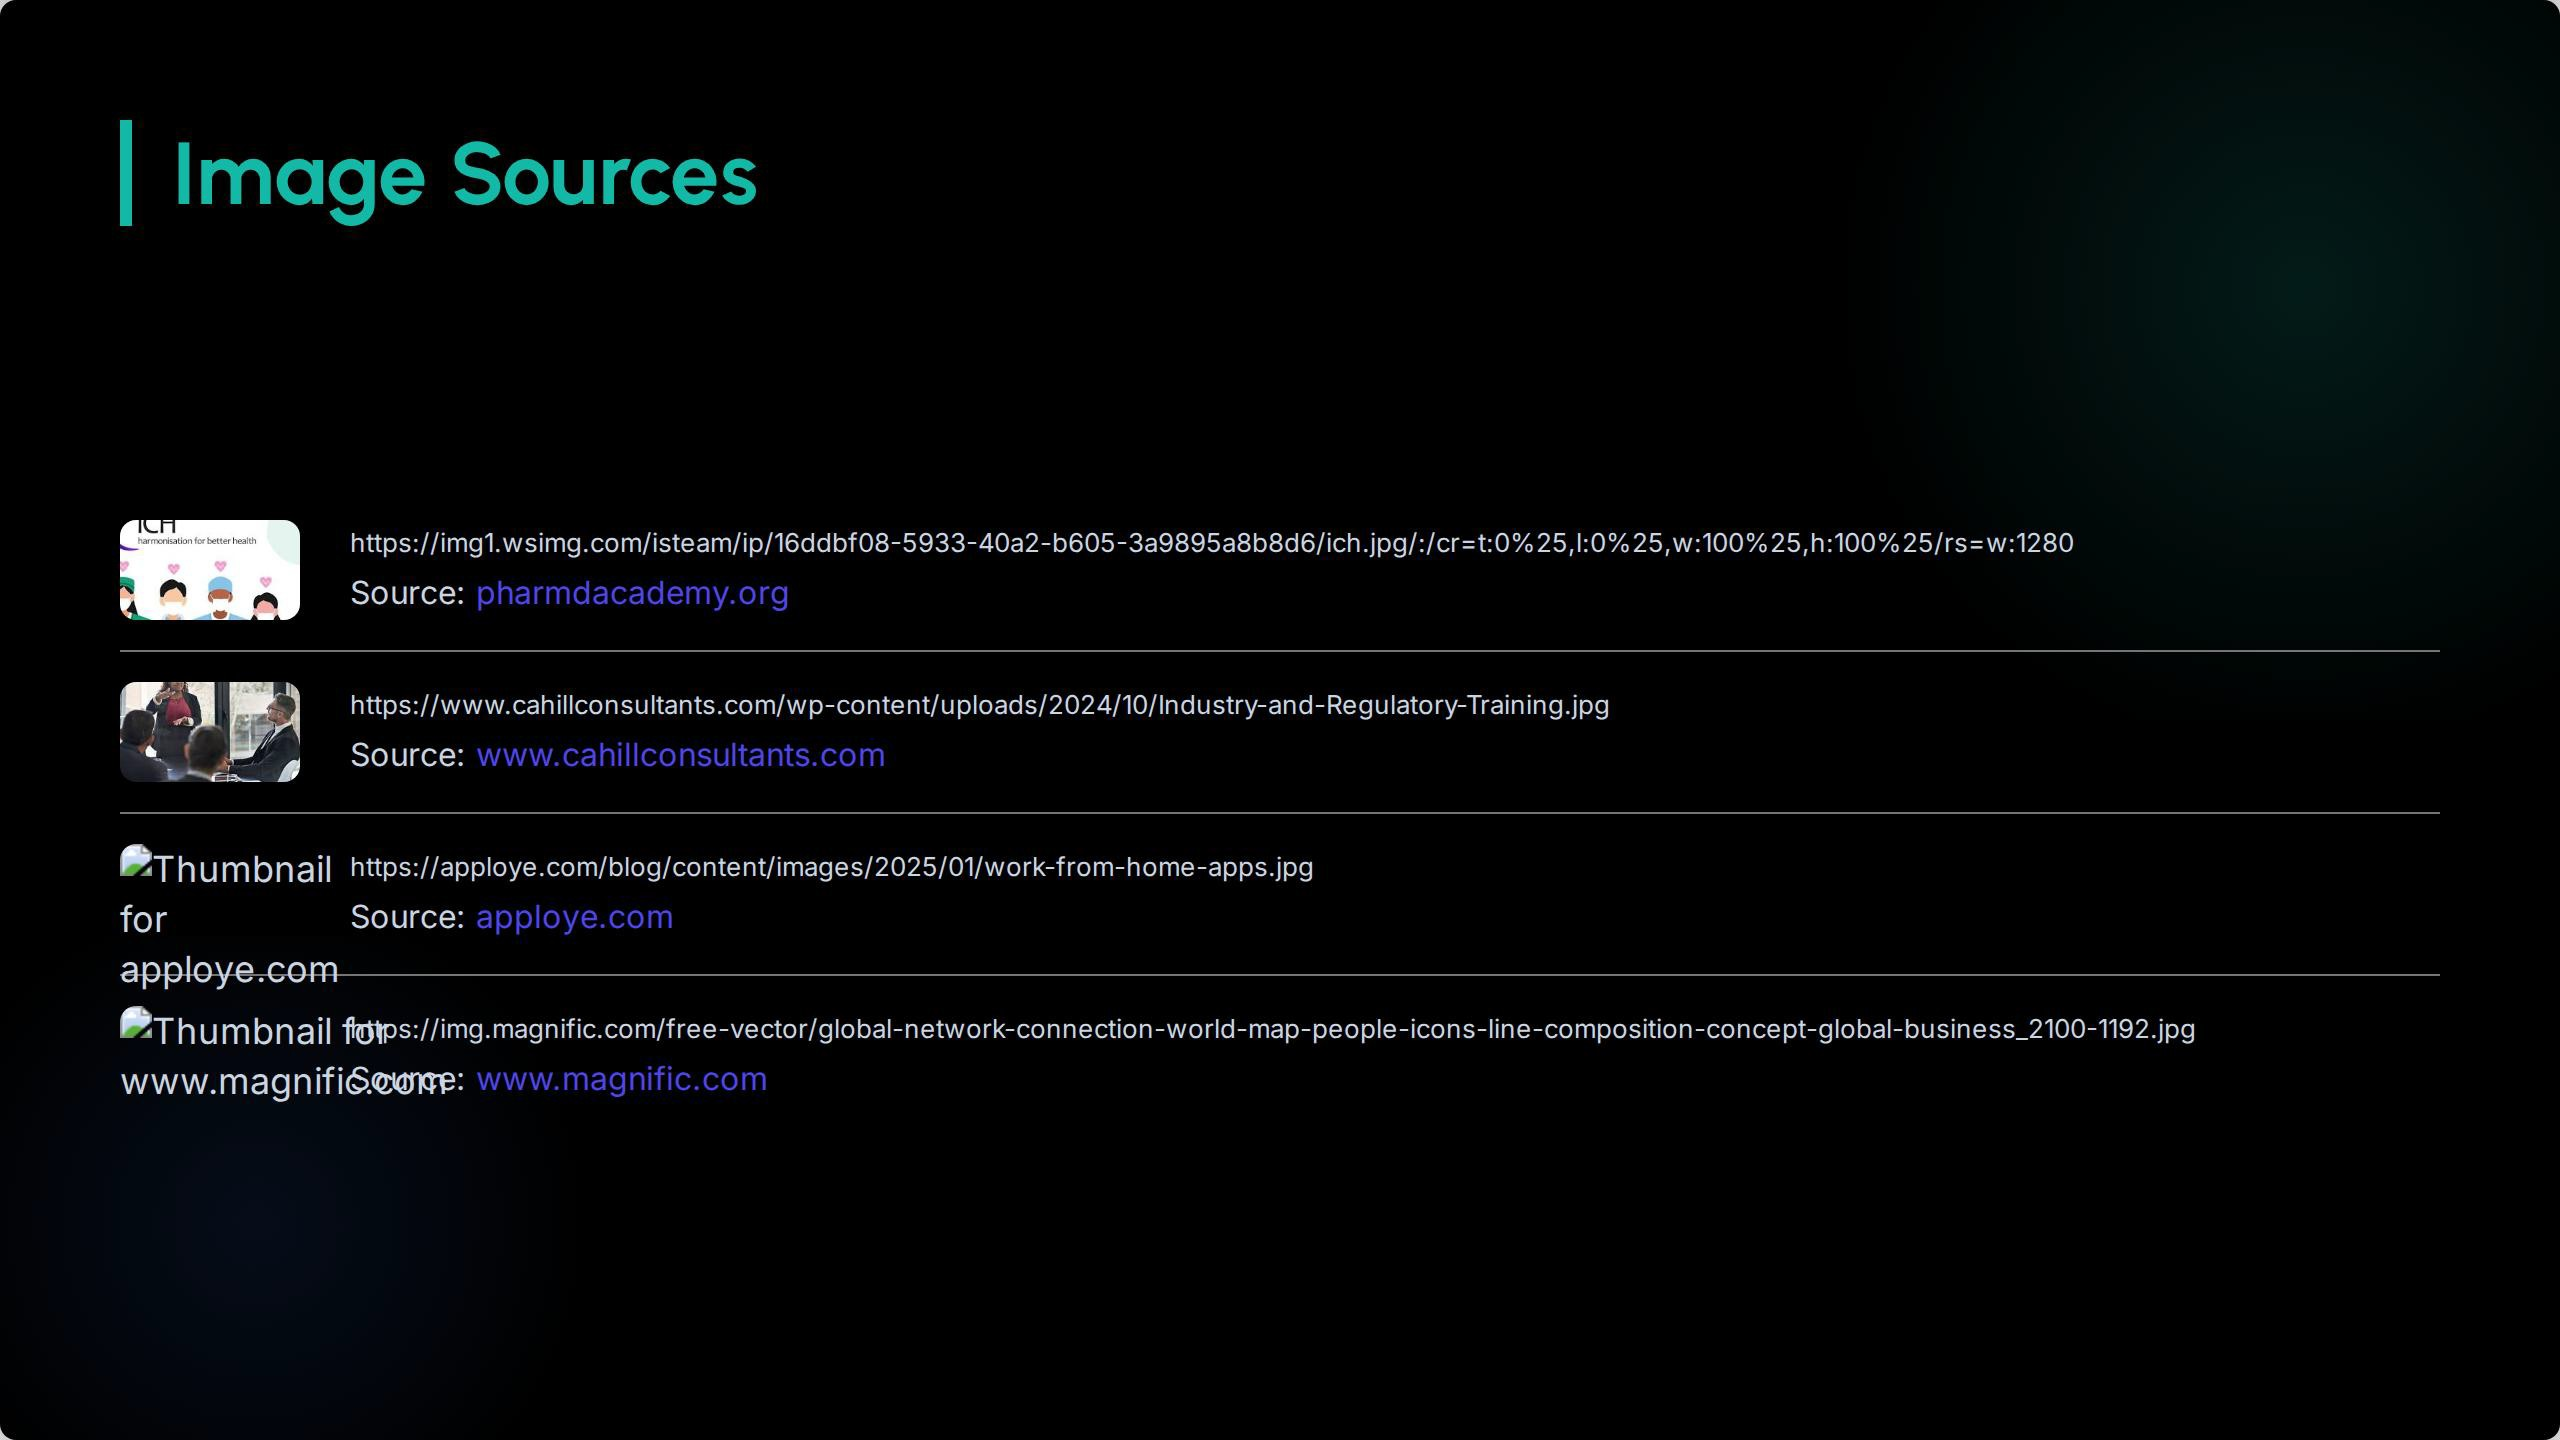 Image Sources
ICH
harmonisation for better health
https://img1.wsimg.com/isteam/ip/16ddbf08-5933-40a2-b605-3a9895a8b8d6/ich.jpg/:/cr=t:0%25,l:0%25,w:100%25,h:100%25/rs=w:1280
Source: pharmdacademy.org
https://www.cahillconsultants.com/wp-content/uploads/2024/10/Industry-and-Regulatory-Training.jpg
Source: www.cahillconsultants.com
Thumbnail
for
apploye.com
https://apploye.com/blog/content/images/2025/01/work-from-home-apps.jpg
Source: apploye.com
Thumbnail for
www.magnific.com
https://img.magnific.com/free-vector/global-network-connection-world-map-people-icons-line-composition-concept-global-business_2100-1192.jpg
Source: www.magnific.com